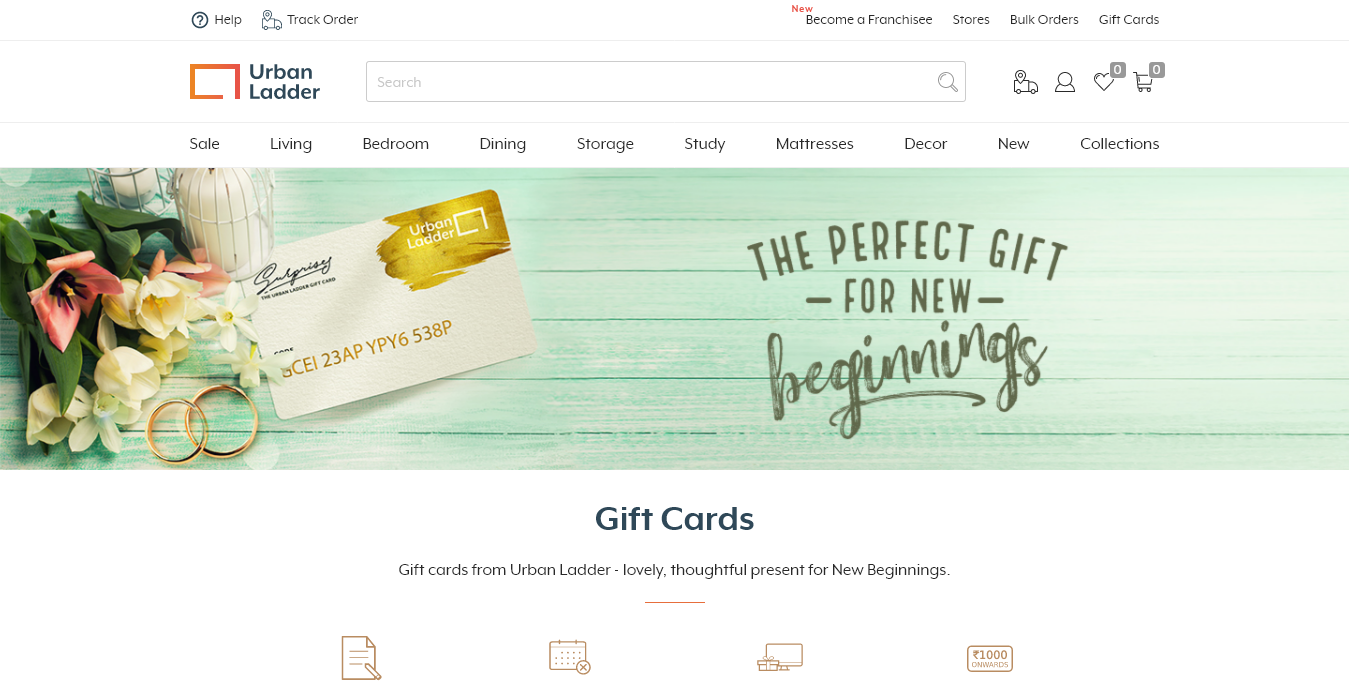 Help
Track Order
New
Become a Franchisee
Stores
Bulk Orders
Gift Cards
Urban
Ladder
Search
0
0
Sale
Living
Bedroom
Dining
Storage
Study
Mattresses
Decor
New
Collections
Urban
Ladder
Surprises
THE URBAN LADDER GIFT CARD
GCEI 23AP YPY6 538P
THE PERFECT GIFT
— FOR NEW —
beginnings
Gift Cards
Gift cards from Urban Ladder - lovely, thoughtful present for New Beginnings.
₹1000
ONWARDS